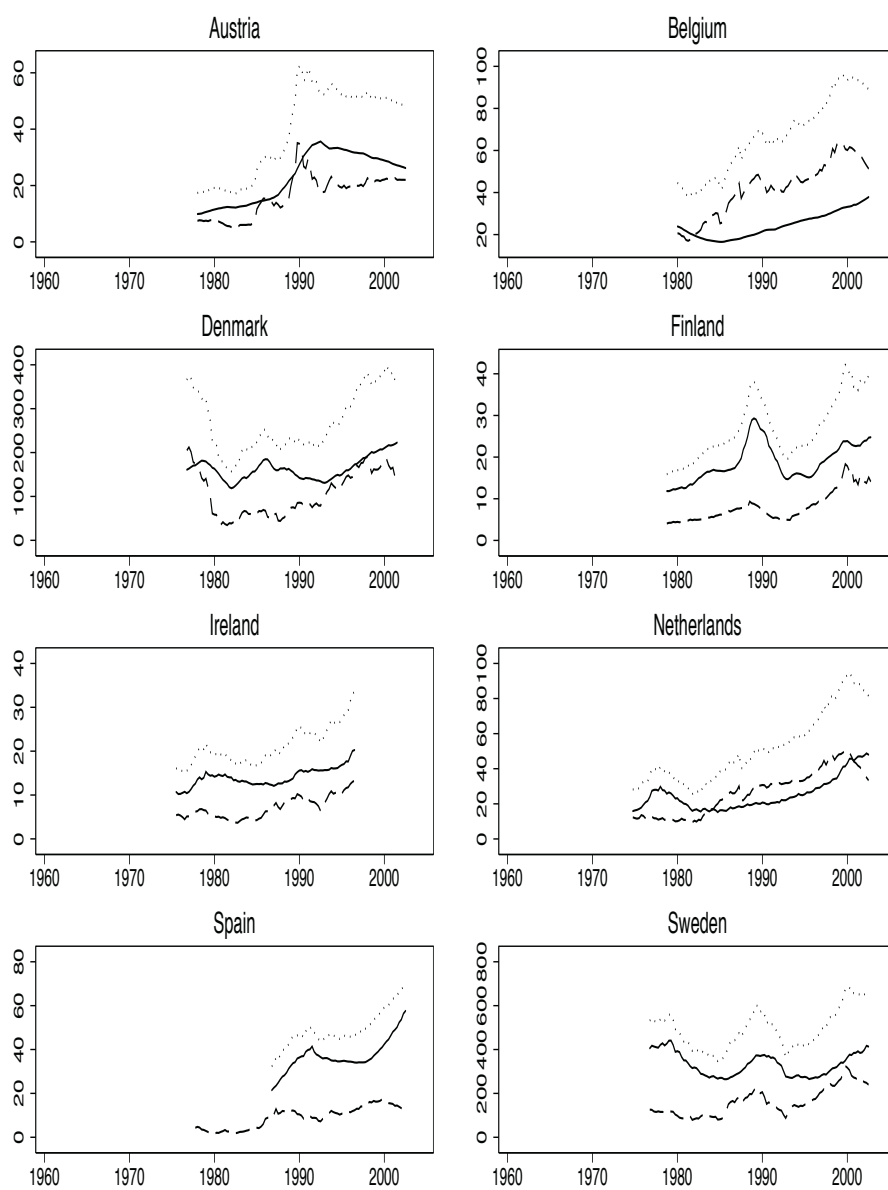 Austria
0 20 40 60
1960 1970 1980 1990 2000
Belgium
20 40 60 80 100
1960 1970 1980 1990 2000
Denmark
0 100 200 300 400
1960 1970 1980 1990 2000
Finland
0 10 20 30 40
1960 1970 1980 1990 2000
Ireland
0 10 20 30 40
1960 1970 1980 1990 2000
Netherlands
0 20 40 60 80 100
1960 1970 1980 1990 2000
Spain
0 20 40 60 80
1960 1970 1980 1990 2000
Sweden
0 200 400 600 800
1960 1970 1980 1990 2000